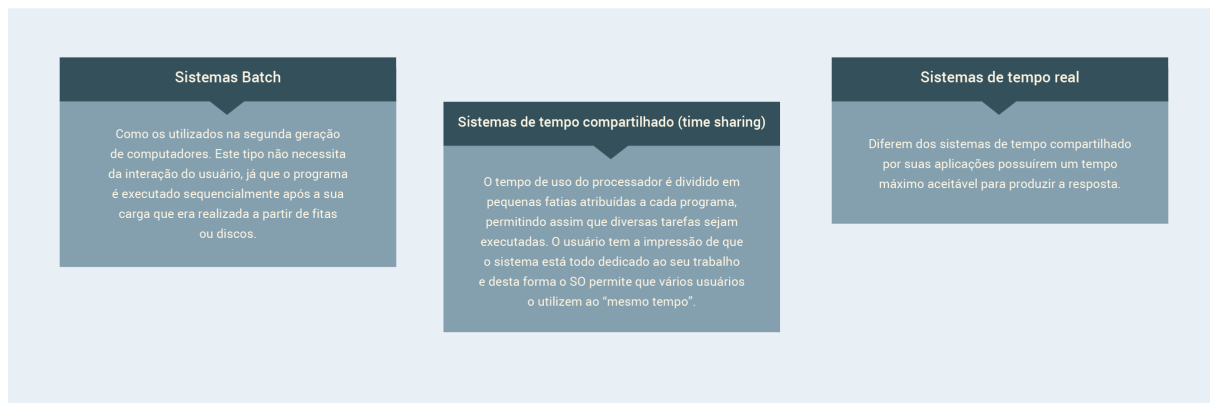 Sistemas Batch
Como os utilizados na segunda geração
de computadores. Este tipo não necessita
da interação do usuário, já que o programa
é executado sequencialmente após a sua
carga que era realizada a partir de fitas
ou discos.
Sistemas de tempo compartilhado (time sharing)
O tempo de uso do processador é dividido em
pequenas fatias atribuídas a cada programa,
permitindo assim que diversas tarefas sejam
executadas. O usuário tem a impressão de que
o sistema está todo dedicado ao seu trabalho
e desta forma o SO permite que vários usuários
o utilizem ao “mesmo tempo”.
Sistemas de tempo real
Diferem dos sistemas de tempo compartilhado
por suas aplicações possuírem um tempo
máximo aceitável para produzir a resposta.